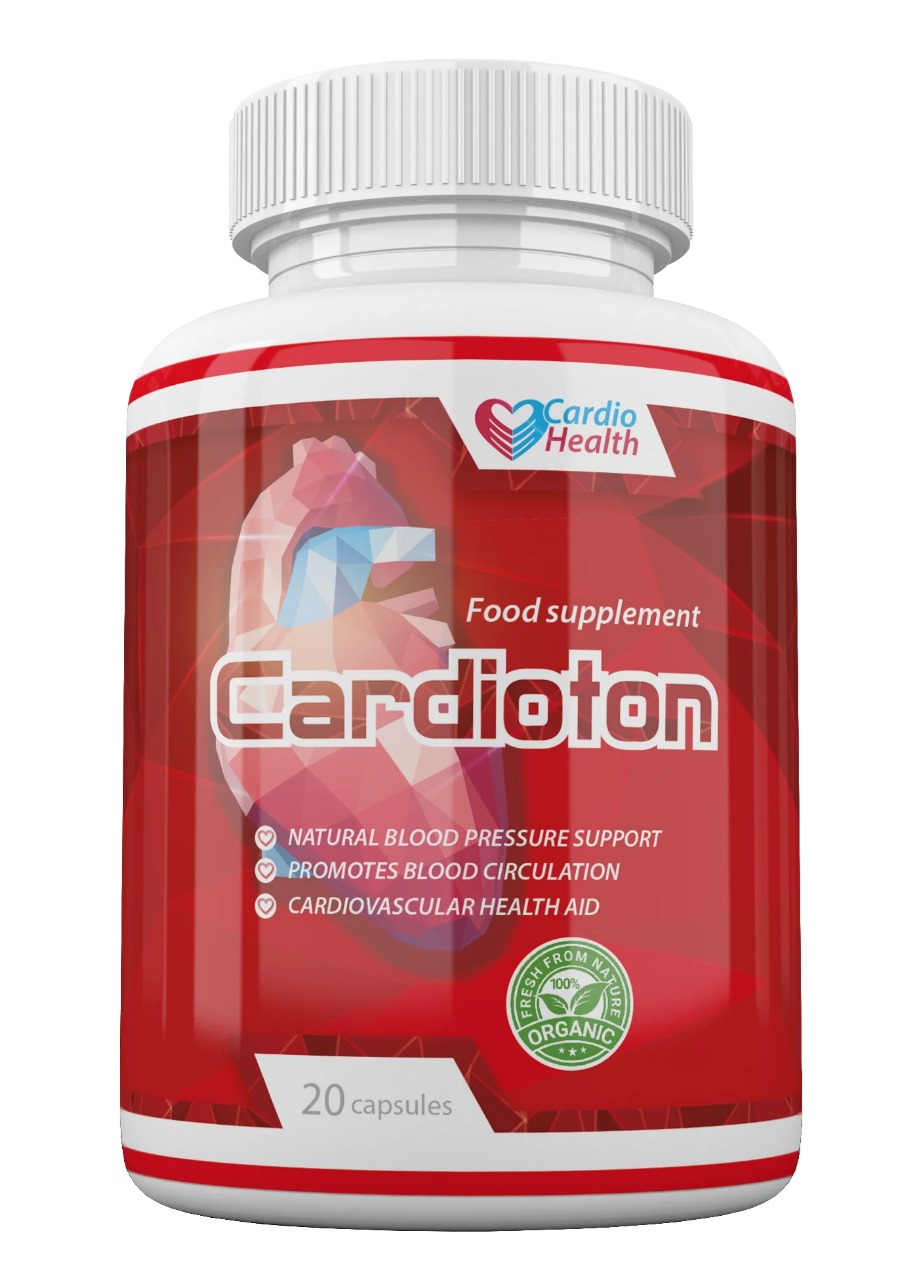 Cardio
Health
Food supplement
Cardioton
NATURAL BLOOD PRESSURE SUPPORT
PROMOTES BLOOD CIRCULATION
CARDIOVASCULAR HEALTH AID
FRESH FROM NATURE
100%
ORGANIC
20 capsules